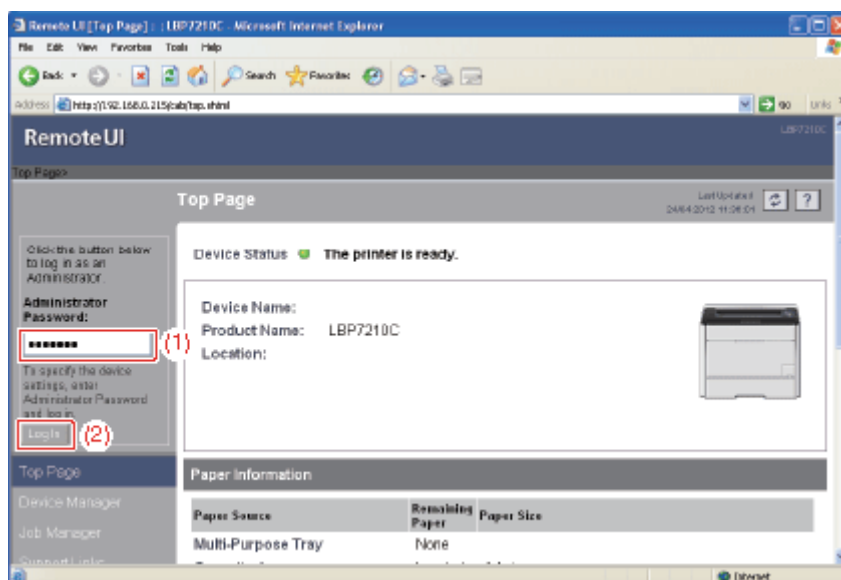 Remote UI [Top Page] : : LBP7210C - Microsoft Internet Explorer
File Edit View Favorites Tools Help
Back Search Favorites
Address http://192.168.0.215/cab/top.shtml Go Links
Remote UI
LBP7210C
Top Page>
Top Page
Last Updated
24/04 2012 11:36:01
?
Click the button below
to log in as an
Administrator.
Administrator
Password:
•••••••
(1)
To specify the device
settings, enter
Administrator Password
and log in.
Log In
(2)
Top Page
Device Manager
Job Manager
Support Links
Device Status The printer is ready.
Device Name:
Product Name: LBP7210C
Location:
Paper Information
Paper Source Remaining Paper Paper Size
Multi-Purpose Tray None
Internet